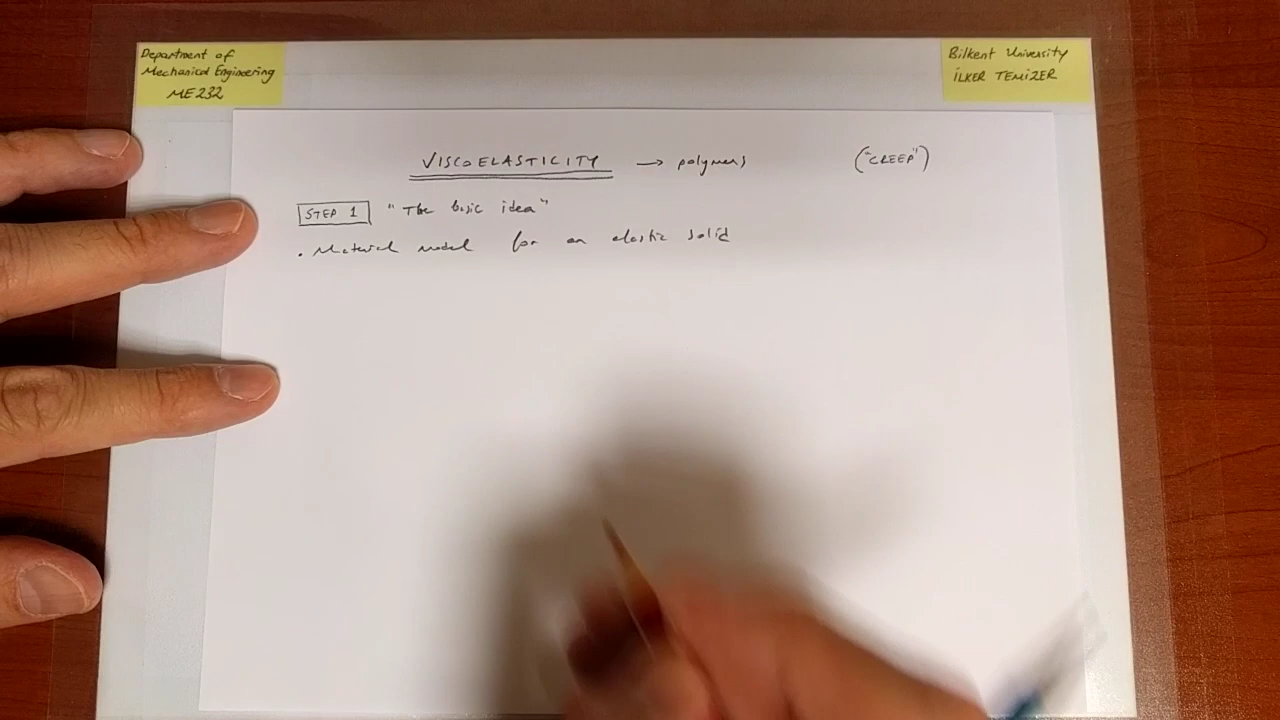 Department of
Mechanical Engineering
ME232
Bilkent University
İLKER TEMİZER
VISCOELASTICITY → polymers ("CREEP")
STEP 1 "The basic idea"
• Material model for an elastic solid